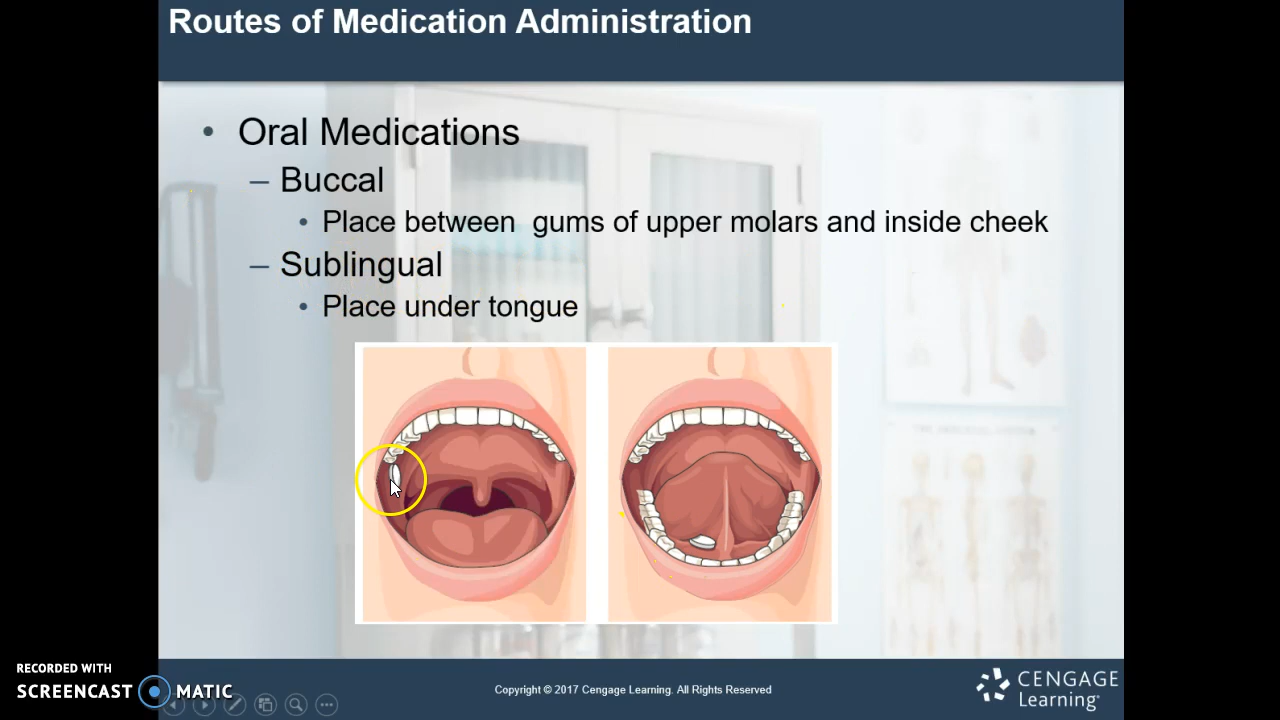 Routes of Medication Administration
• Oral Medications
– Buccal
• Place between gums of upper molars and inside cheek
– Sublingual
• Place under tongue
RECORDED WITH
SCREENCAST MATIC
Copyright © 2017 Cengage Learning. All Rights Reserved
CENGAGE
Learning™